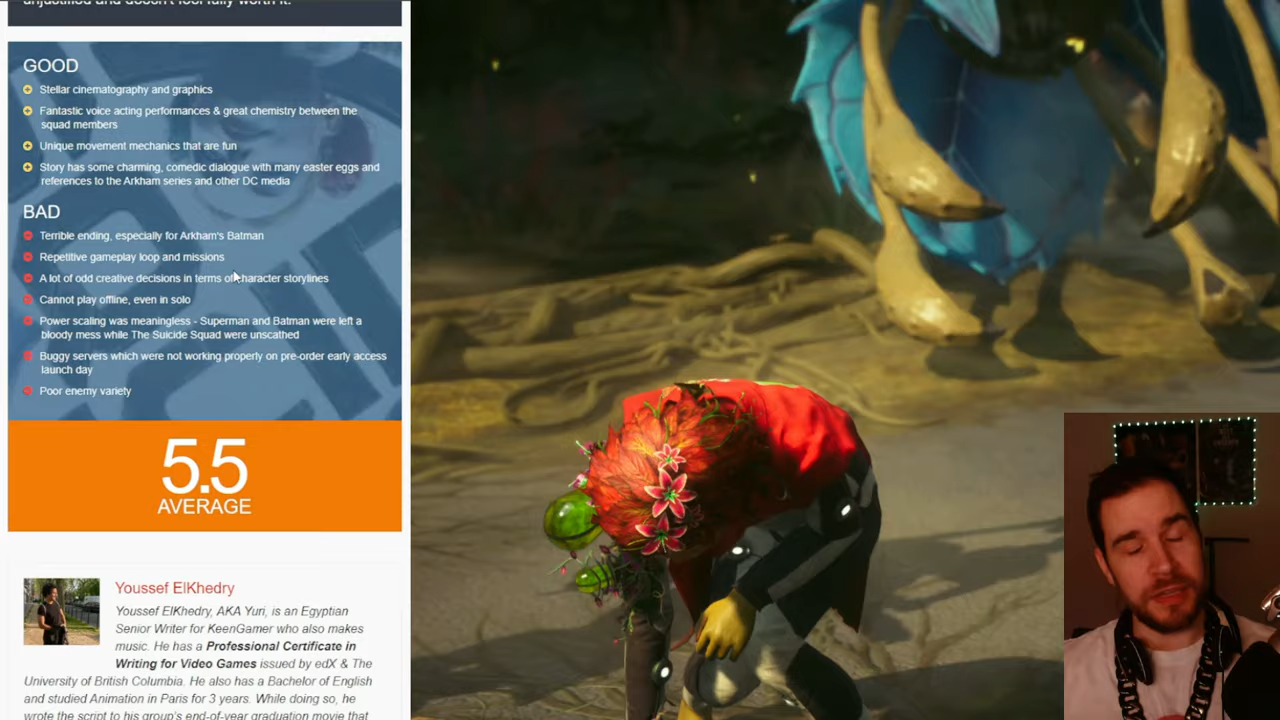 unjustified and doesn't feel fully worth it.
GOOD
Stellar cinematography and graphics
Fantastic voice acting performances & great chemistry between the
squad members
Unique movement mechanics that are fun
Story has some charming, comedic dialogue with many easter eggs and
references to the Arkham series and other DC media
BAD
Terrible ending, especially for Arkham's Batman
Repetitive gameplay loop and missions
A lot of odd creative decisions in terms of character storylines
Cannot play offline, even in solo
Power scaling was meaningless - Superman and Batman were left a
bloody mess while The Suicide Squad were unscathed
Buggy servers which were not working properly on pre-order early access
launch day
Poor enemy variety
5.5
AVERAGE
Youssef ElKhedry
Youssef ElKhedry, AKA Yuri, is an Egyptian
Senior Writer for KeenGamer who also makes
music. He has a Professional Certificate in
Writing for Video Games issued by edX & The
University of British Columbia. He also has a Bachelor of English
and studied Animation in Paris for 3 years. While doing so, he
wrote the script to his group's end-of-year graduation movie that